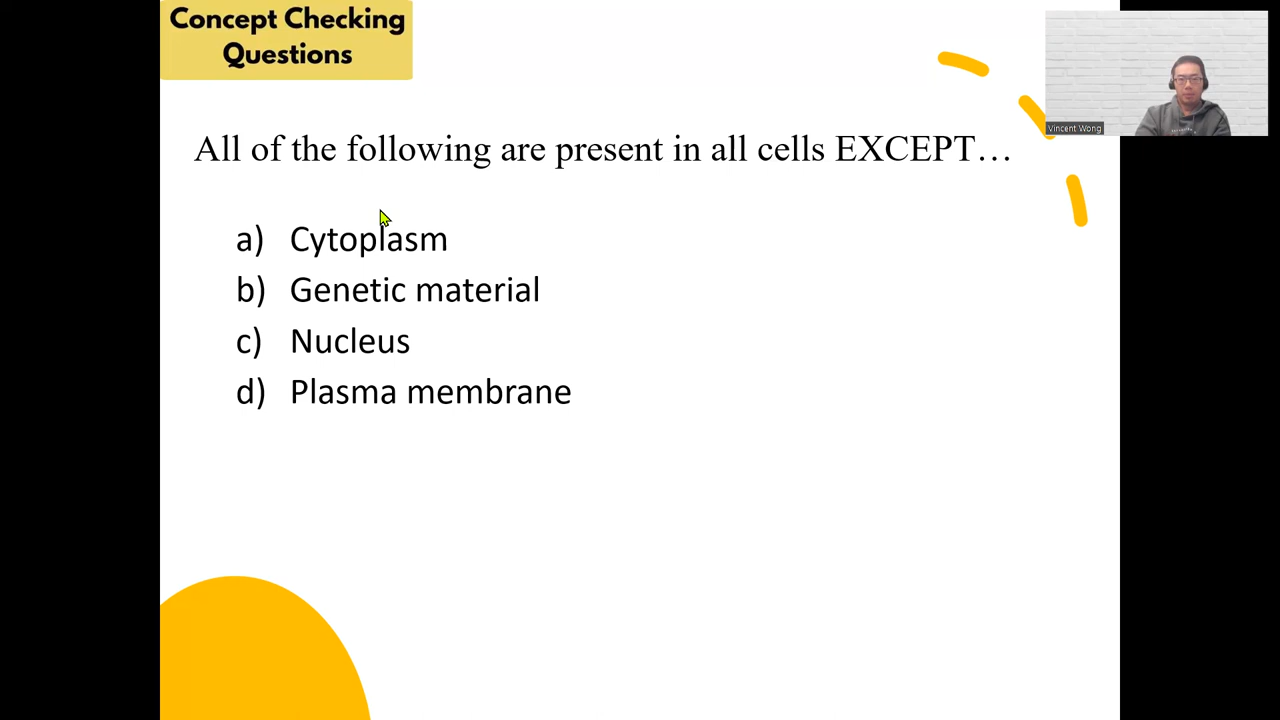 Concept Checking
Questions
Vincent Wong
All of the following are present in all cells EXCEPT…
a) Cytoplasm
b) Genetic material
c) Nucleus
d) Plasma membrane